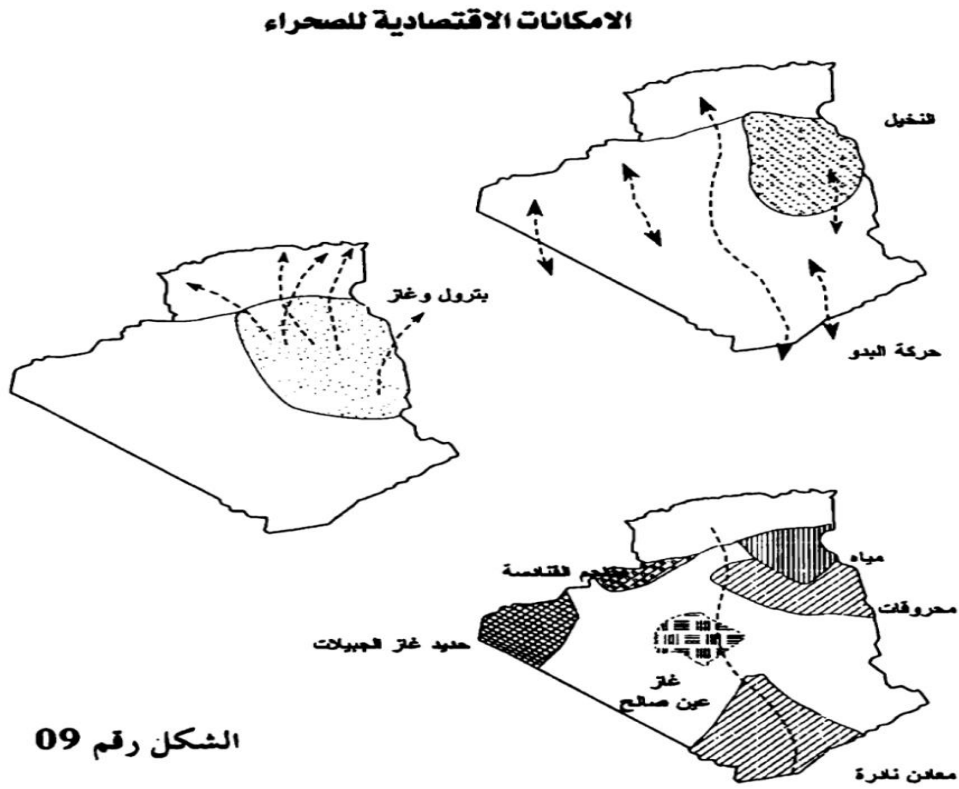 الامكانات الاقتصادية للصحراء
النخيل
حركة البدو
بترول وغاز
مياه
القنادسة
محروقات
حديد غاز الجبيلات
غاز
عين صالح
معادن نادرة
الشكل رقم 09